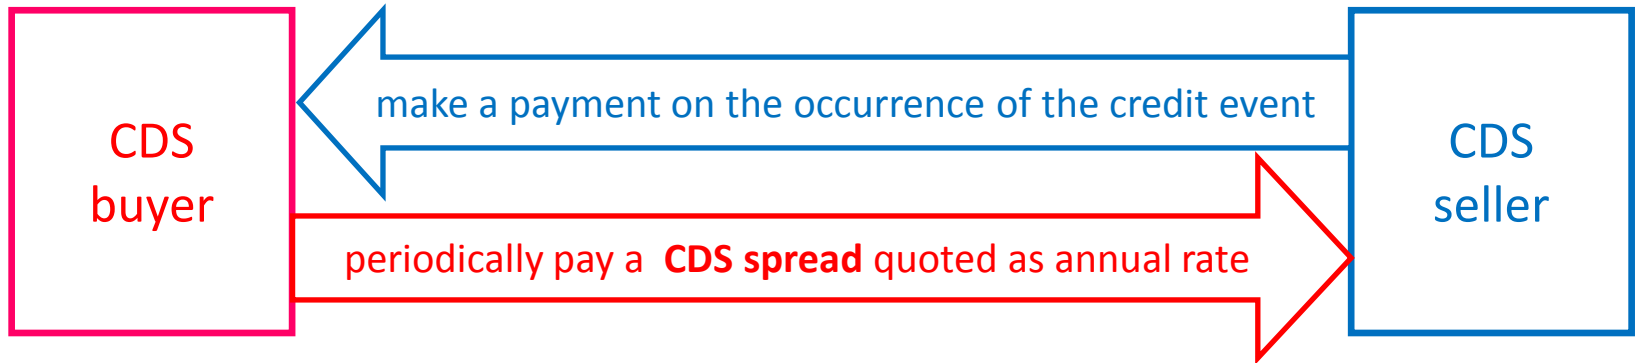 CDS
buyer
make a payment on the occurrence of the credit event
periodically pay a CDS spread quoted as annual rate
CDS
seller